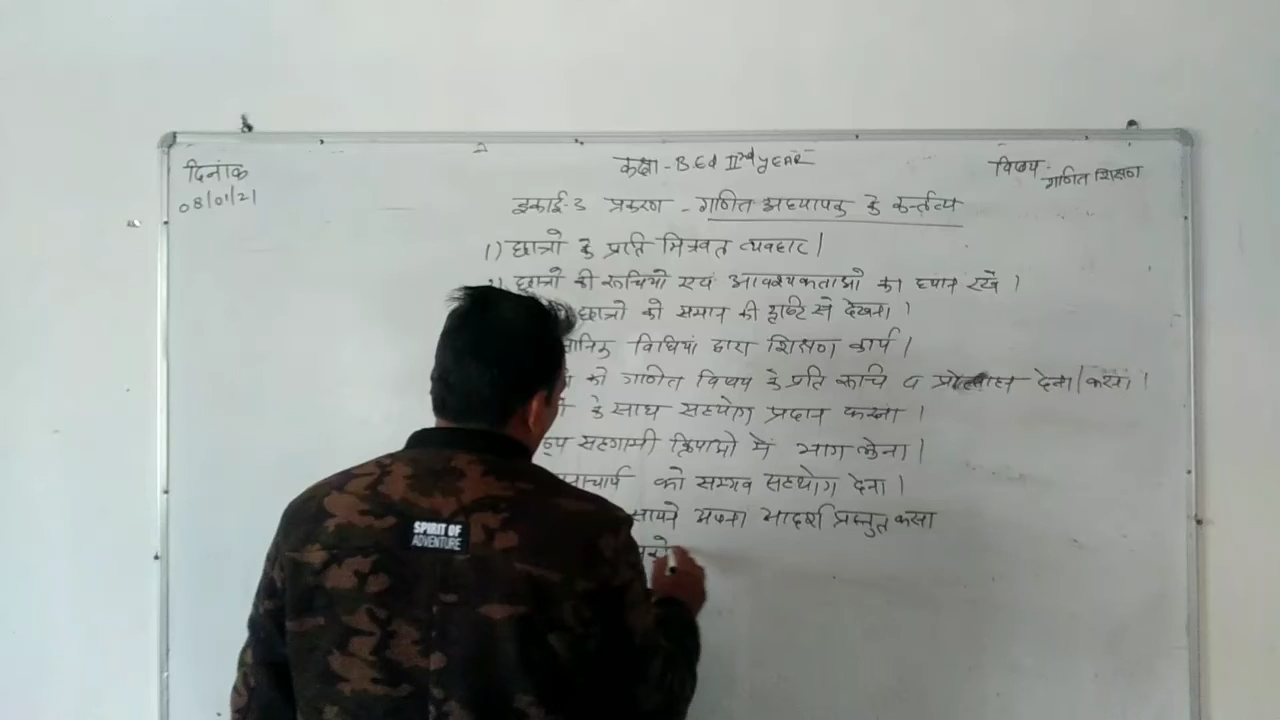 दिनांक
08/01/21
कक्षा - B Ed IInd YEAR
विषय - गणित शिक्षण
इकाई-3 प्रकरण - गणित अध्यापक के कर्तव्य
1) छात्रों के प्रति मित्रवत व्यवहार।
छात्रों की रूचियों एवं आवश्यकताओं का ध्यान रखें।
छात्रों को समान की दृष्टि से देखना।
विधियां द्वारा शिक्षण कार्य।
को गणित विषय के प्रति रूचि व देना/करना।
के साथ सहयोग प्रदान करना।
सहगामी क्रियाओं में भाग लेना।
को सम्भव सहयोग देना।
सामने अपना आदर्श प्रस्तुत करना
SPIRIT OF
ADVENTURE